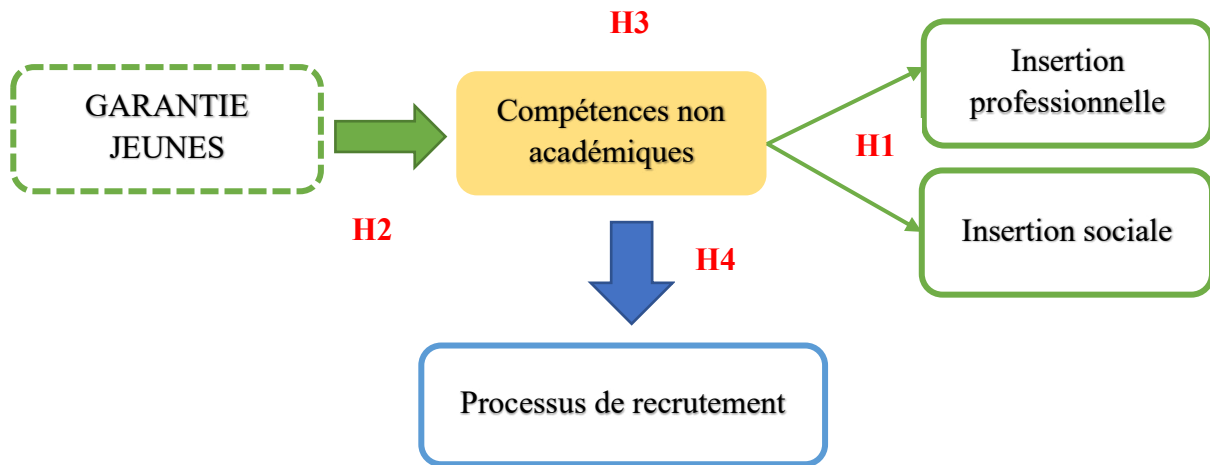 H3
GARANTIE
JEUNES
Compétences non
académiques
Insertion
professionnelle
H1
H2
Insertion sociale
H4
Processus de recrutement